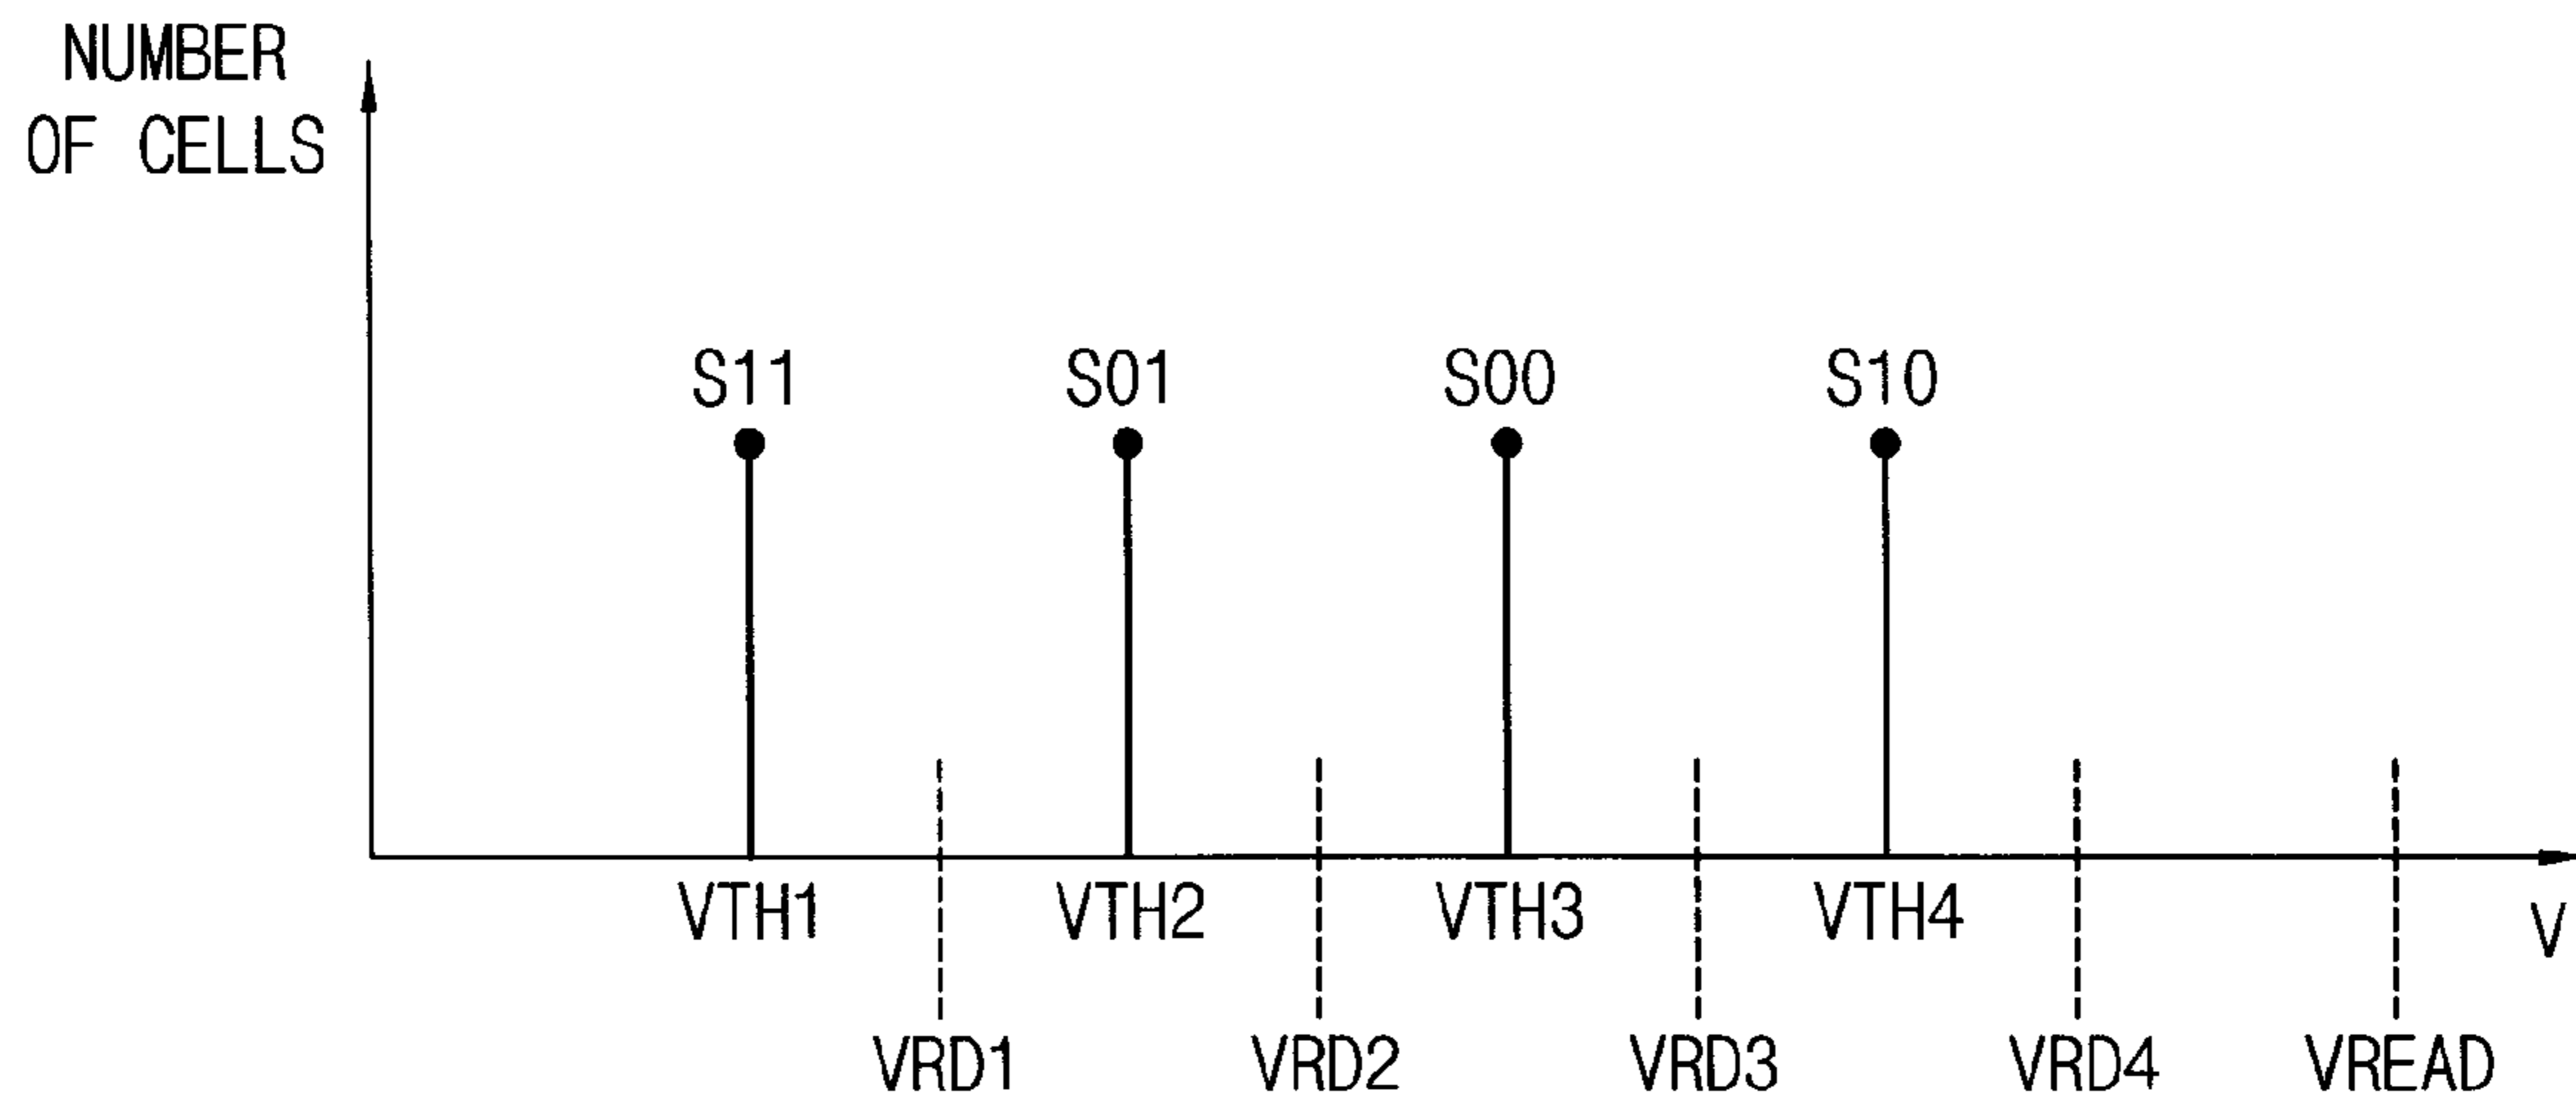 NUMBER
OF CELLS
S11 S01 S00 S10
VTH1 VTH2 VTH3 VTH4 V
VRD1 VRD2 VRD3 VRD4 VREAD